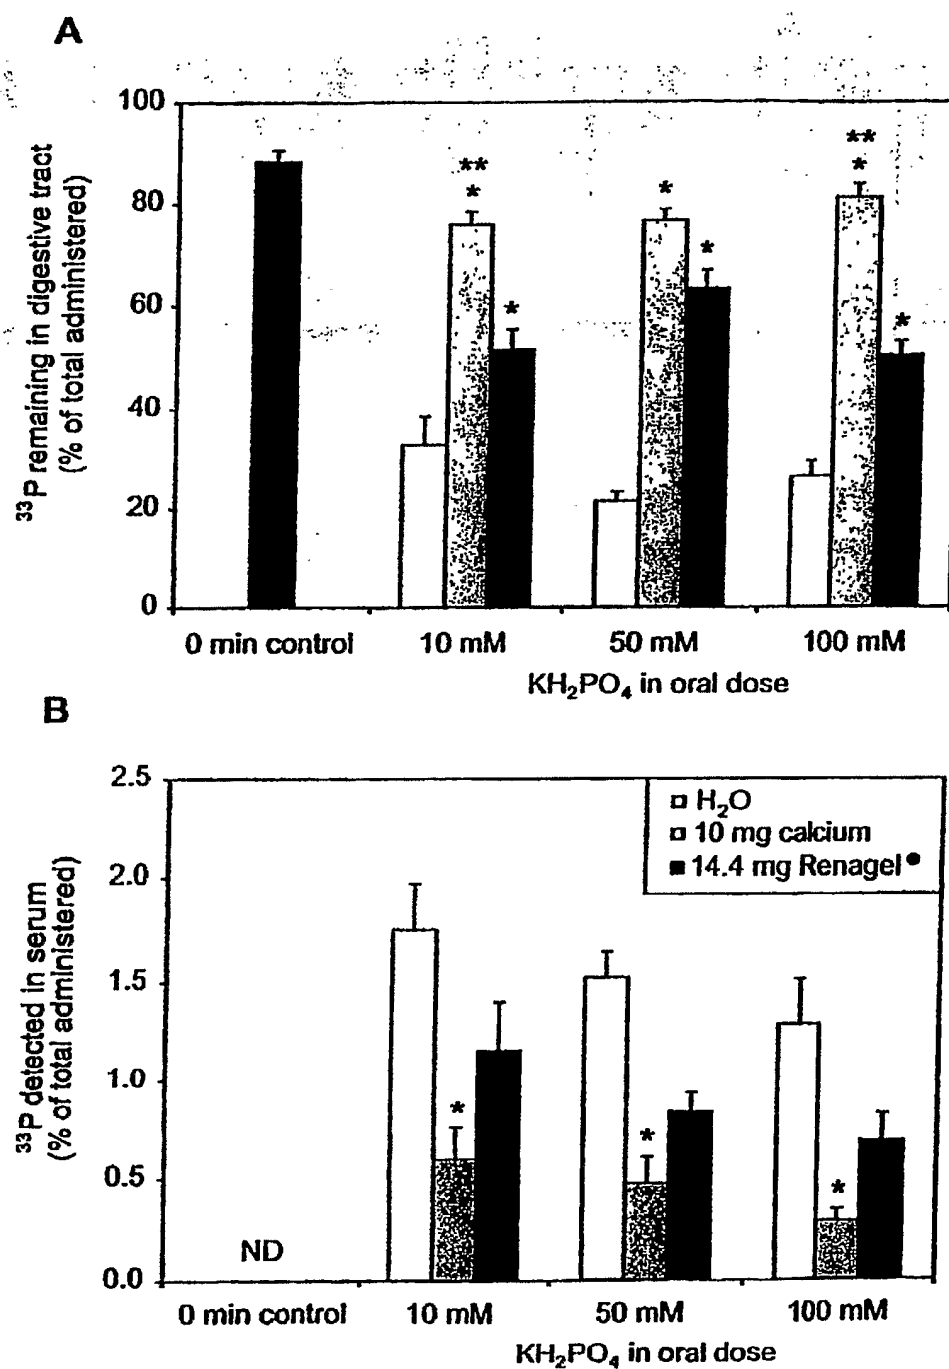 A
100
80
60
40
20
0
³³P remaining in digestive tract
(% of total administered)
**
*
*
*
*
**
*
*
0 min control 10 mM 50 mM 100 mM
KH₂PO₄ in oral dose
B
2.5
2.0
1.5
1.0
0.5
0.0
³³P detected in serum
(% of total administered)
H₂O
10 mg calcium
14.4 mg Renagel
*
*
*
ND
0 min control 10 mM 50 mM 100 mM
KH₂PO₄ in oral dose